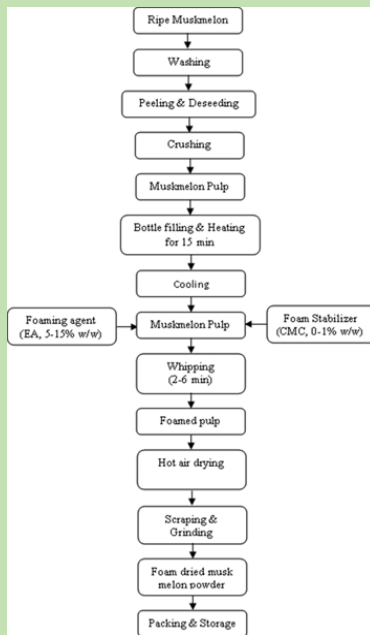 Ripe Muskmelon
Washing
Peeling & Deseeding
Crushing
Muskmelon Pulp
Bottle filling & Heating
for 15 min
Cooling
Foaming agent
(EA, 5-15% w/w)
Muskmelon Pulp
Foam Stabilizer
(CMC, 0-1% w/w)
Whipping
(2-6 min)
Foamed pulp
Hot air drying
Scraping &
Grinding
Foam dried musk
melon powder
Packing & Storage